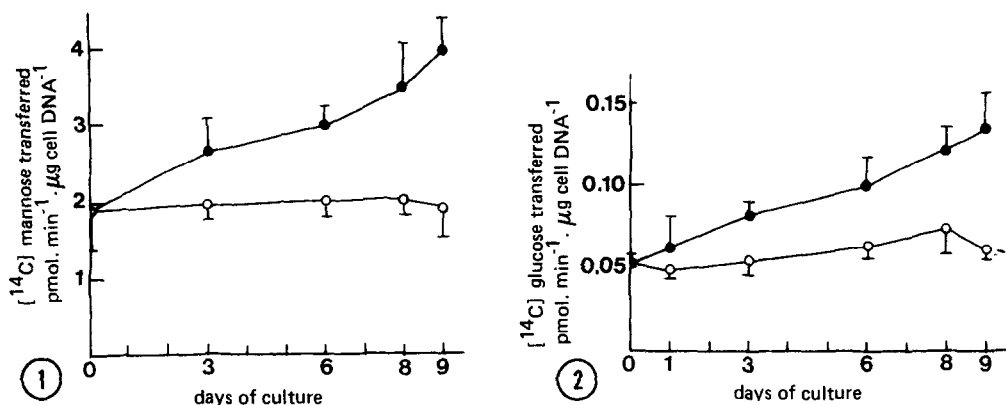 [¹⁴C] mannose transferred
pmol. min⁻¹. µg cell DNA⁻¹
4
3
2
1
0 3 6 8 9
days of culture
1
[¹⁴C] glucose transferred
pmol. min⁻¹. µg cell DNA⁻¹
0.15
0.10
0.05
0 1 3 6 8 9
days of culture
2